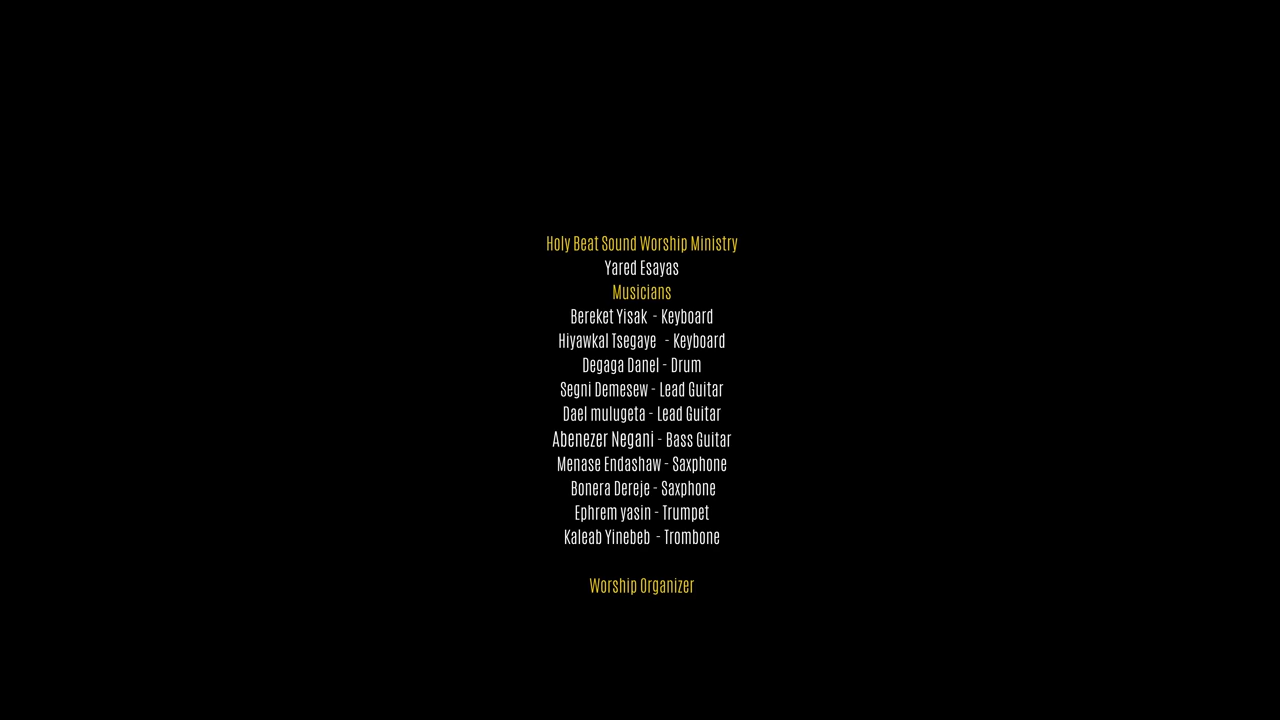 Holy Beat Sound Worship Ministry
Yared Esayas
Musicians
Bereket Yisak - Keyboard
Hiyawkal Tsegaye - Keyboard
Degaga Danel - Drum
Segni Demesew - Lead Guitar
Dael mulugeta - Lead Guitar
Abenezer Negani - Bass Guitar
Menase Endashaw - Saxphone
Bonera Dereje - Saxphone
Ephrem yasin - Trumpet
Kaleab Yinebeb - Trombone
Worship Organizer